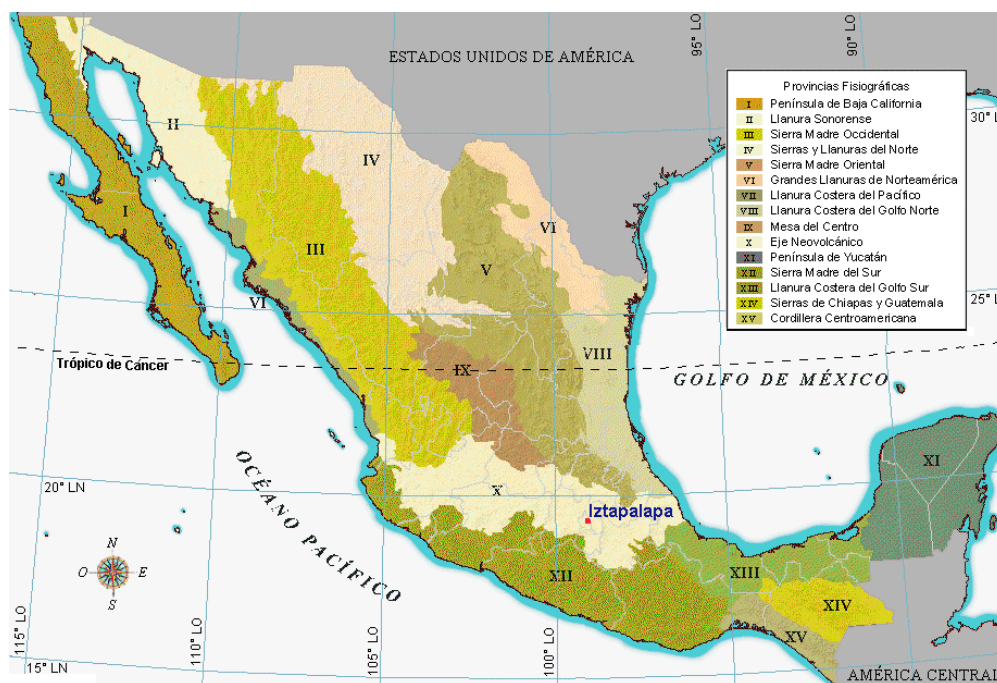 ESTADOS UNIDOS DE AMÉRICA
95° LO
90° LO
30° LN
25° LN
Provincias Fisiográficas
I Península de Baja California
II Llanura Sonorense
III Sierra Madre Occidental
IV Sierras y Llanuras del Norte
V Sierra Madre Oriental
VI Grandes Llanuras de Norteamérica
VII Llanura Costera del Pacífico
VIII Llanura Costera del Golfo Norte
IX Mesa del Centro
X Eje Neovolcánico
XI Península de Yucatán
XII Sierra Madre del Sur
XIII Llanura Costera del Golfo Sur
XIV Sierras de Chiapas y Guatemala
XV Cordillera Centroamericana
II
IV
I
III
VI
V
VI
VIII
Trópico de Cáncer
IX
GOLFO DE MÉXICO
XI
20° LN
X
Iztapalapa
OCÉANO PACÍFICO
N
O E
S
XII
XIII
XIV
XV
115° LO
110° LO
105° LO
100° LO
15° LN
AMÉRICA CENTRAL